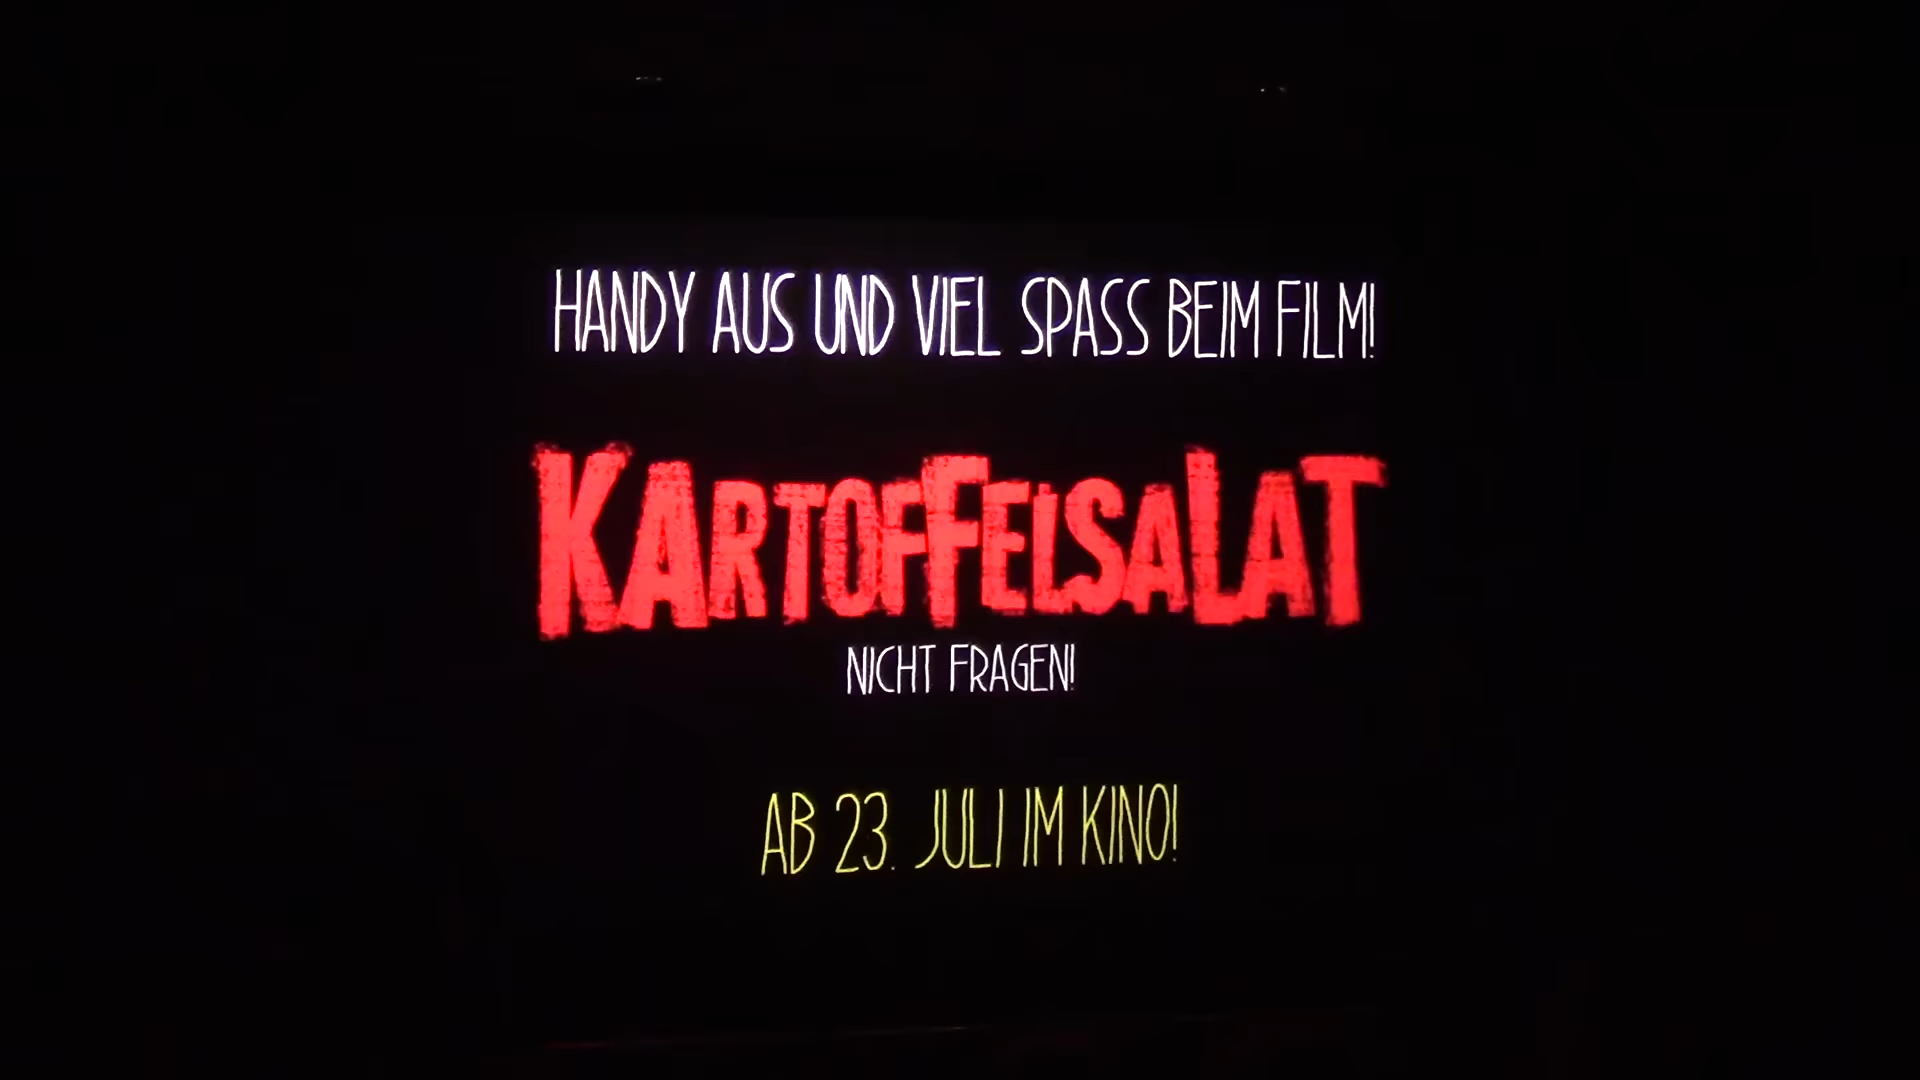 HANDY AUS UND VIEL SPASS BEIM FILM!
KARTOFFELSALAT
NICHT FRAGEN!
AB 23. JULI IM KINO!